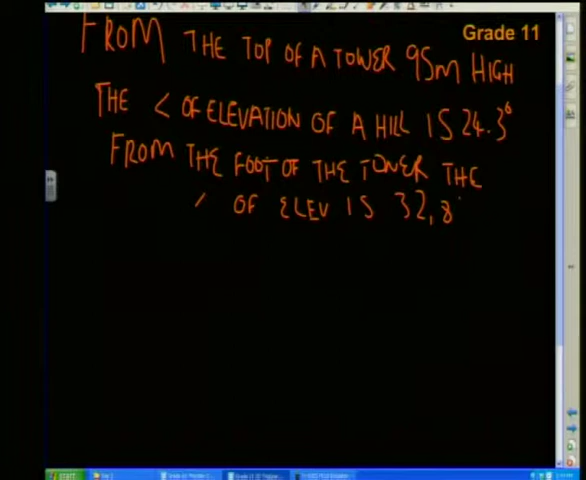 Grade 11
FROM THE TOP OF A TOWER 95m HIGH
THE < OF ELEVATION OF A HILL IS 24.3°
FROM THE FOOT OF THE TOWER THE
OF ELEV IS 32,8
start